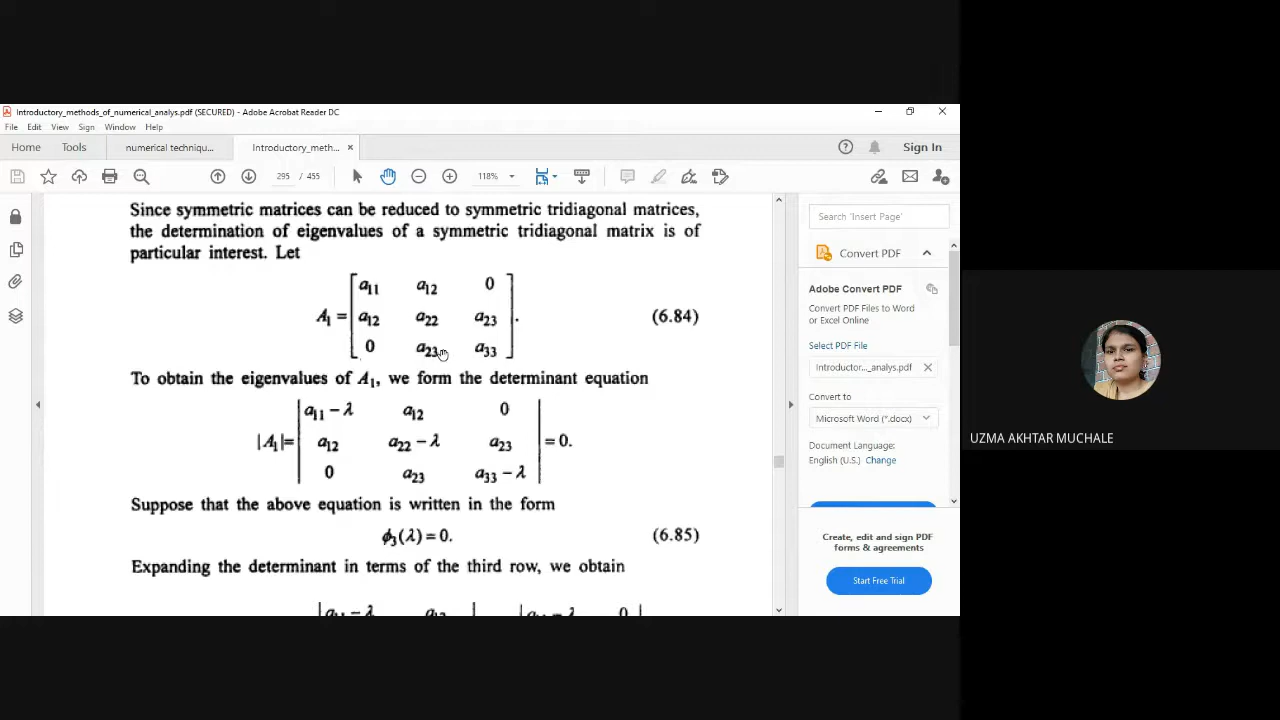 Introductory_methods_of_numerical_analys.pdf (SECURED) - Adobe Acrobat Reader DC
File Edit View Sign Window Help
Home Tools numerical techniqu... Introductory_meth... × Sign In
295 / 455 118%
Since symmetric matrices can be reduced to symmetric tridiagonal matrices,
the determination of eigenvalues of a symmetric tridiagonal matrix is of
particular interest. Let
a₁₁ a₁₂ 0
A₁ = a₁₂ a₂₂ a₂₃ . (6.84)
0 a₂₃ a₃₃
To obtain the eigenvalues of A₁, we form the determinant equation
a₁₁ − λ a₁₂ 0
|A₁| = a₁₂ a₂₂ − λ a₂₃ = 0.
0 a₂₃ a₃₃ − λ
Suppose that the above equation is written in the form
ϕ₃(λ) = 0. (6.85)
Expanding the determinant in terms of the third row, we obtain
a₁₁ − λ a₁₂ a₁₁ − λ 0
Search 'Insert Page'
Convert PDF
Adobe Convert PDF
Convert PDF Files to Word
or Excel Online
Select PDF File
Introductor..._analys.pdf ×
Convert to
Microsoft Word (*.docx)
Document Language:
English (U.S.) Change
Create, edit and sign PDF
forms & agreements
Start Free Trial
UZMA AKHTAR MUCHALE